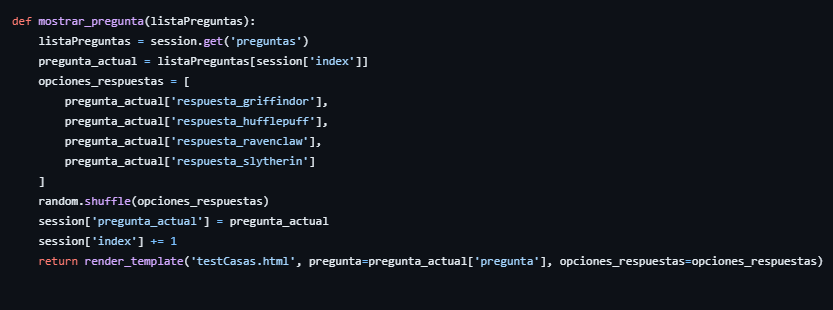 def mostrar_pregunta(listaPreguntas):
    listaPreguntas = session.get('preguntas')
    pregunta_actual = listaPreguntas[session['index']]
    opciones_respuestas = [
        pregunta_actual['respuesta_griffindor'],
        pregunta_actual['respuesta_hufflepuff'],
        pregunta_actual['respuesta_ravenclaw'],
        pregunta_actual['respuesta_slytherin']
    ]
    random.shuffle(opciones_respuestas)
    session['pregunta_actual'] = pregunta_actual
    session['index'] += 1
    return render_template('testCasas.html', pregunta=pregunta_actual['pregunta'], opciones_respuestas=opciones_respuestas)